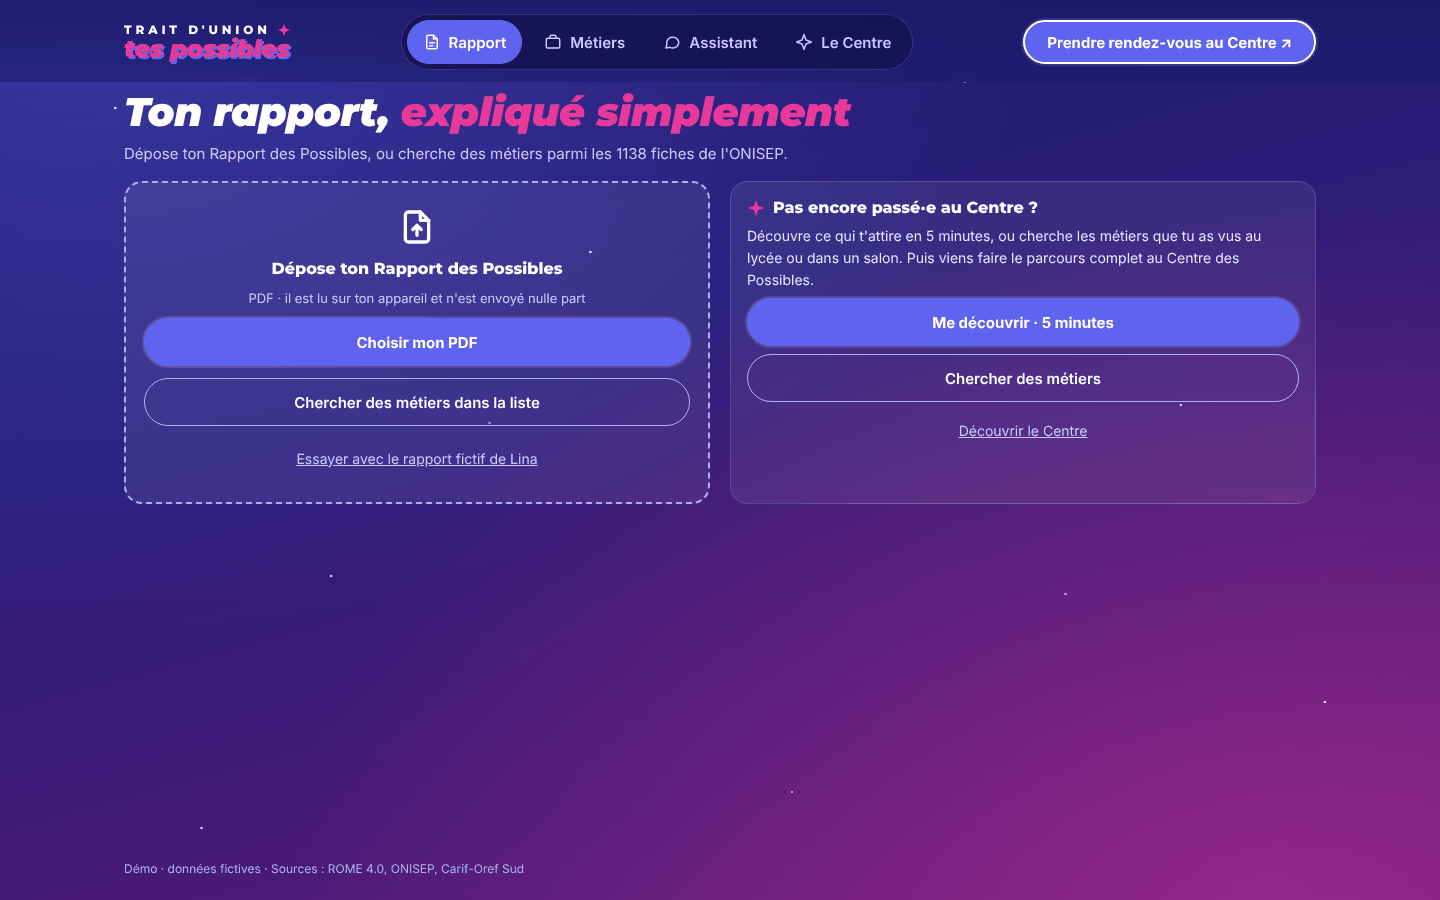 TRAIT D'UNION
tes possibles
Rapport
Métiers
Assistant
Le Centre
Prendre rendez-vous au Centre ↗
Ton rapport, expliqué simplement
Dépose ton Rapport des Possibles, ou cherche des métiers parmi les 1138 fiches de l'ONISEP.
Dépose ton Rapport des Possibles
PDF · il est lu sur ton appareil et n'est envoyé nulle part
Choisir mon PDF
Chercher des métiers dans la liste
Essayer avec le rapport fictif de Lina
Pas encore passé·e au Centre ?
Découvre ce qui t'attire en 5 minutes, ou cherche les métiers que tu as vus au
lycée ou dans un salon. Puis viens faire le parcours complet au Centre des
Possibles.
Me découvrir · 5 minutes
Chercher des métiers
Découvrir le Centre
Démo · données fictives · Sources : ROME 4.0, ONISEP, Carif-Oref Sud